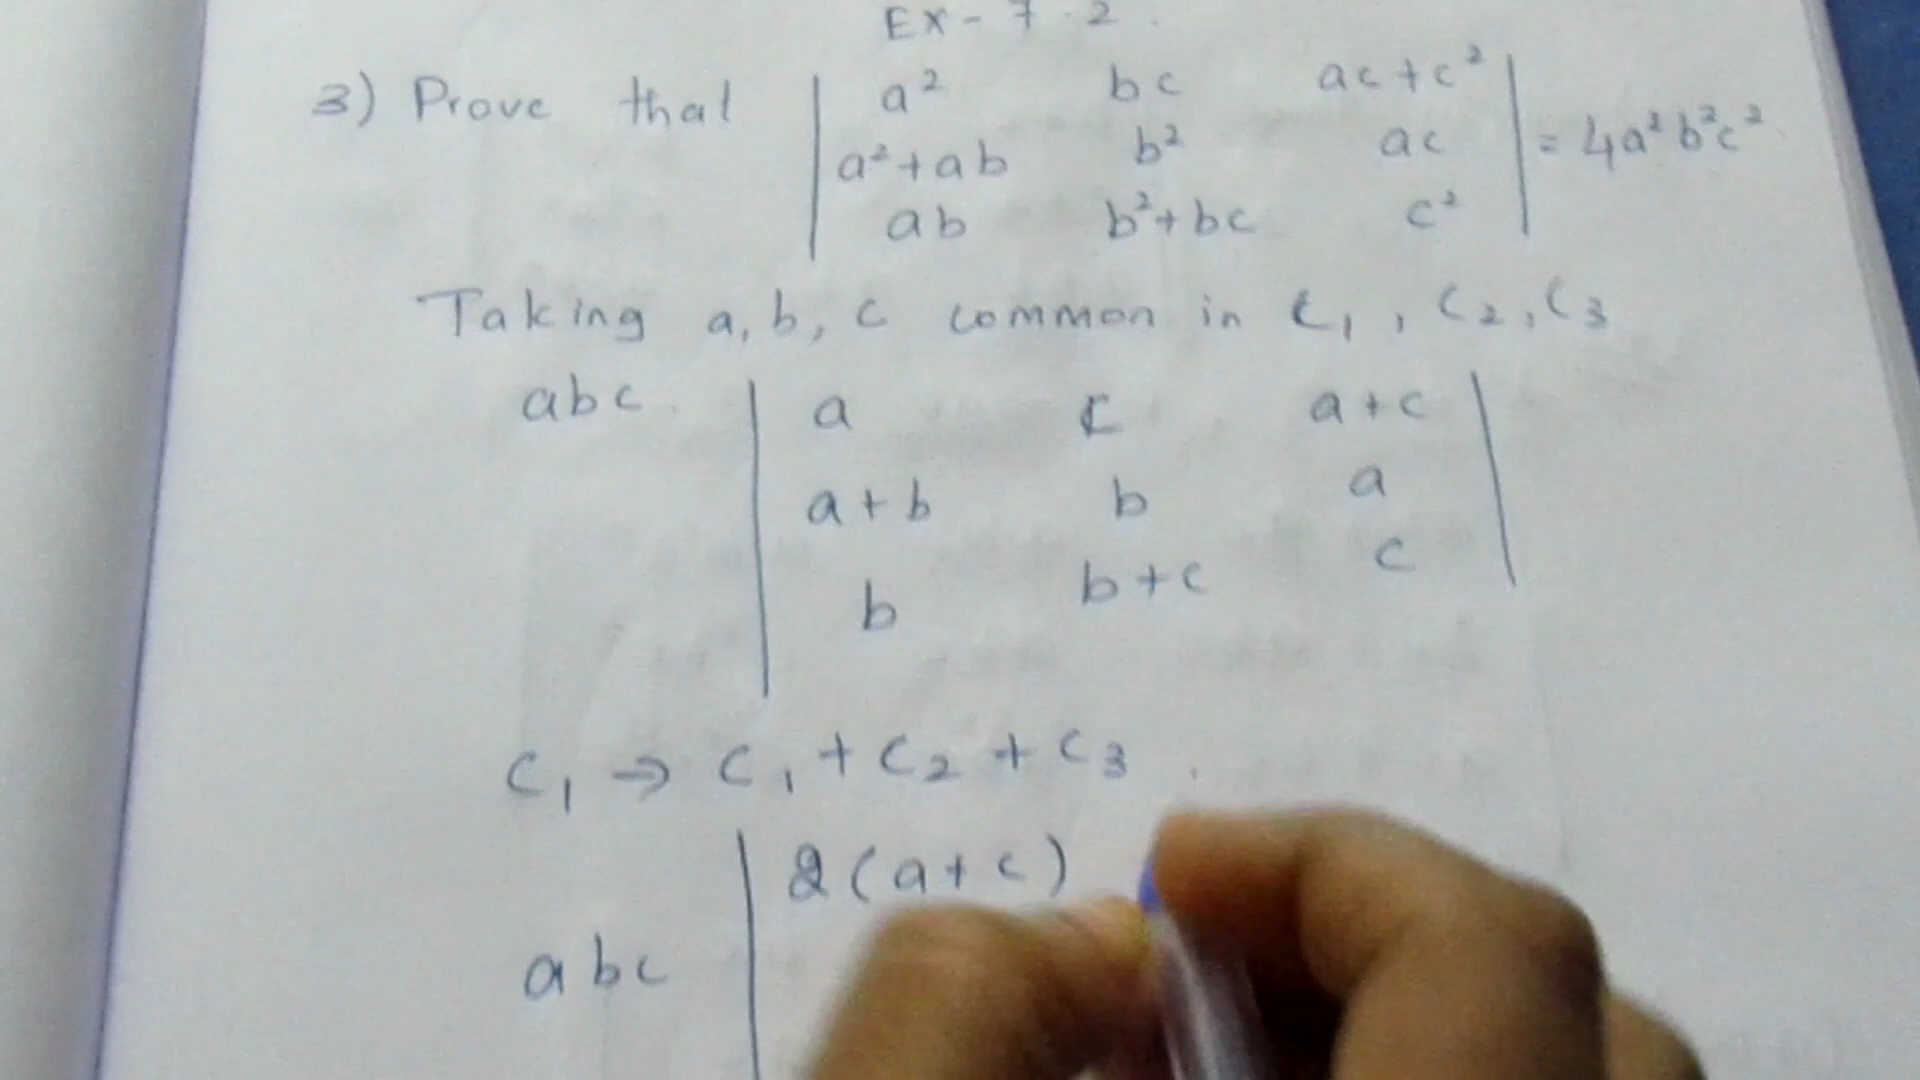 EX - 7.2.
3) Prove that | a² bc ac+c² |
| a²+ab b² ac | = 4a²b²c².
| ab b²+bc c² |
Taking a, b, c common in C₁, C₂, C₃
abc | a c a+c |
| a+b b a |
| b b+c c |
C₁ → C₁ + C₂ + C₃.
| 2(a+c)
abc |